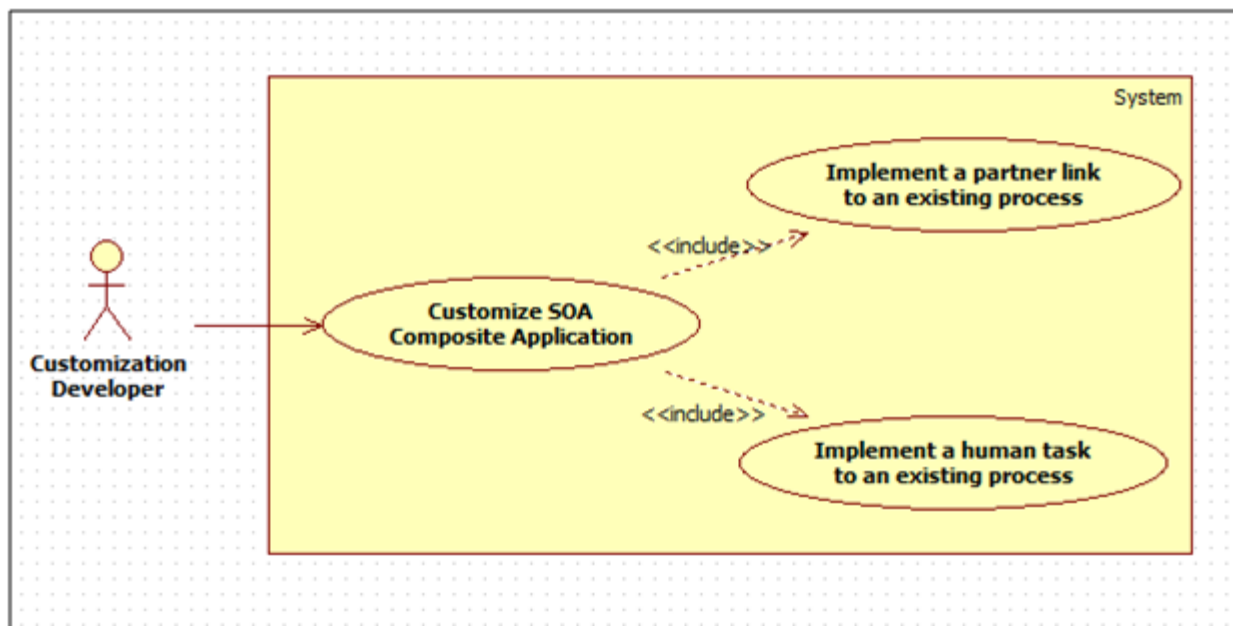 System
Implement a partner link
to an existing process
<<include>>
Customize SOA
Composite Application
Customization
Developer
<<include>>
Implement a human task
to an existing process